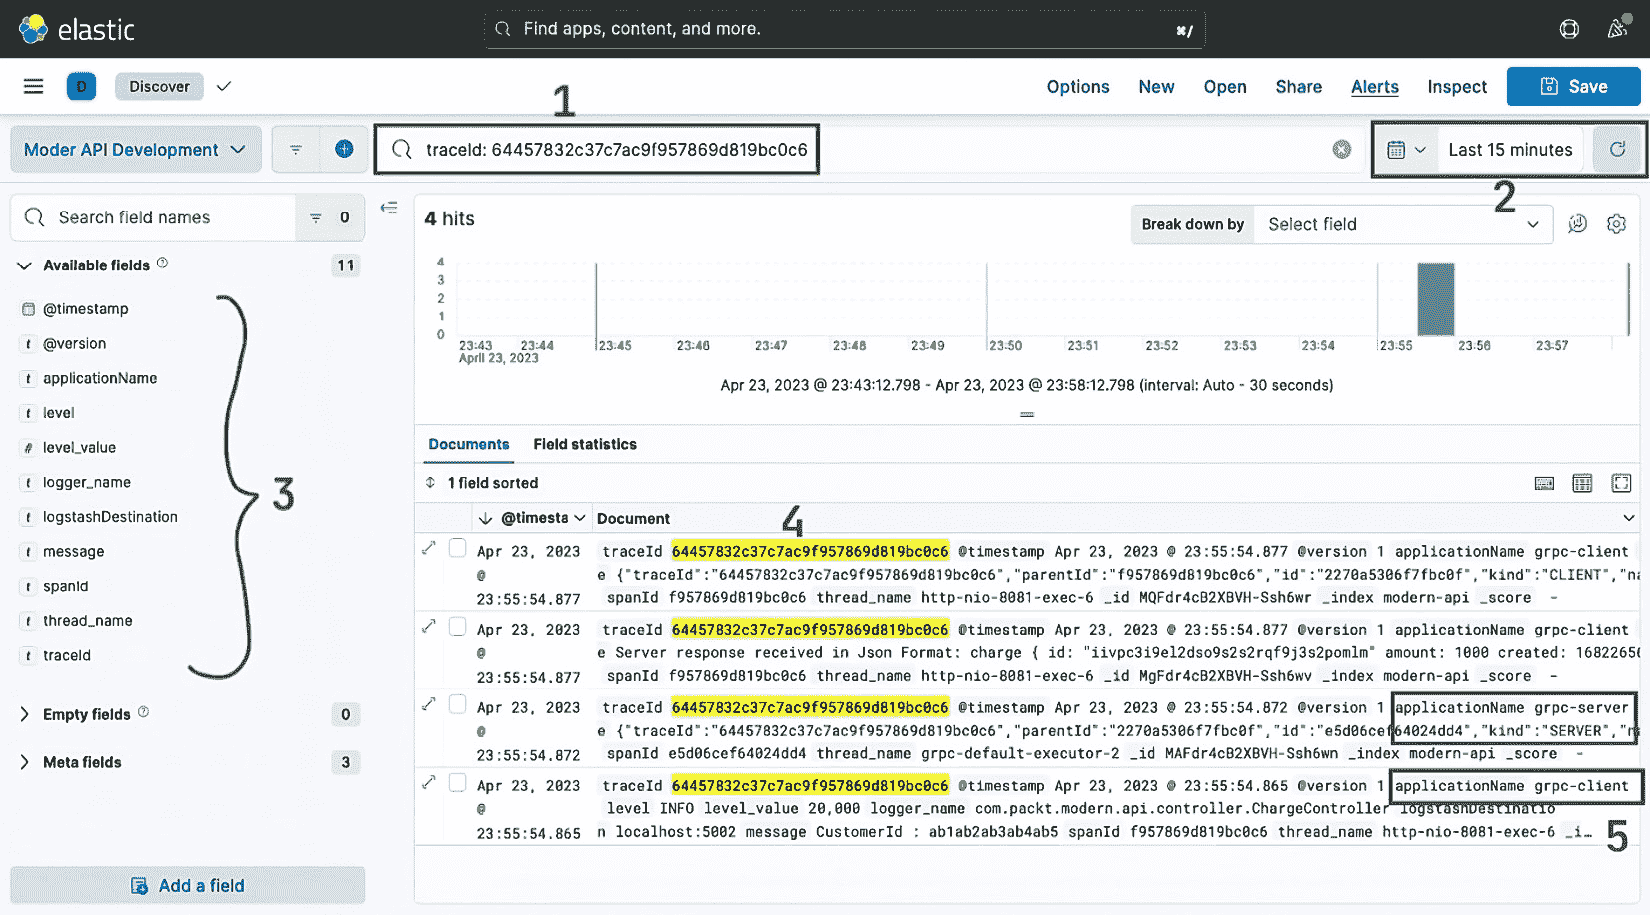 elastic
Find apps, content, and more.
⌘/
D
Discover
Options
New
Open
Share
Alerts
Inspect
Save
1
Moder API Development
traceId: 64457832c37c7ac9f957869d819bc0c6
Last 15 minutes
2
Search field names
0
4 hits
Break down by
Select field
Available fields
11
4
3
2
1
0
23:43
23:44
23:45
23:46
23:47
23:48
23:49
23:50
23:51
23:52
23:53
23:54
23:55
23:56
23:57
April 23, 2023
Apr 23, 2023 @ 23:43:12.798 - Apr 23, 2023 @ 23:58:12.798 (interval: Auto - 30 seconds)
@timestamp
t @version
t applicationName
t level
# level_value
t logger_name
t logstashDestination
t message
t spanId
t thread_name
t traceId
3
Empty fields
0
Meta fields
3
Add a field
Documents
Field statistics
1 field sorted
@timesta
Document
4
Apr 23, 2023 @ 23:55:54.877
traceId 64457832c37c7ac9f957869d819bc0c6 @timestamp Apr 23, 2023 @ 23:55:54.877 @version 1 applicationName grpc-client
e {"traceId":"64457832c37c7ac9f957869d819bc0c6","parentId":"f957869d819bc0c6","id":"2270a5306f7fbc0f","kind":"CLIENT","na
spanId f957869d819bc0c6 thread_name http-nio-8081-exec-6 _id MQFdr4cB2XBVH-Ssh6wr _index modern-api _score -
Apr 23, 2023 @ 23:55:54.877
traceId 64457832c37c7ac9f957869d819bc0c6 @timestamp Apr 23, 2023 @ 23:55:54.877 @version 1 applicationName grpc-client
e Server response received in Json Format: charge { id: "iivpc3i9el2dso9s2s2rqf9j3s2pomlm" amount: 1000 created: 16822656
spanId f957869d819bc0c6 thread_name http-nio-8081-exec-6 _id MgFdr4cB2XBVH-Ssh6wv _index modern-api _score -
Apr 23, 2023 @ 23:55:54.872
traceId 64457832c37c7ac9f957869d819bc0c6 @timestamp Apr 23, 2023 @ 23:55:54.872 @version 1 applicationName grpc-server
e {"traceId":"64457832c37c7ac9f957869d819bc0c6","parentId":"2270a5306f7fbc0f","id":"e5d06cef64024dd4","kind":"SERVER","n
spanId e5d06cef64024dd4 thread_name grpc-default-executor-2 _id MAFdr4cB2XBVH-Ssh6wn _index modern-api _score -
Apr 23, 2023 @ 23:55:54.865
traceId 64457832c37c7ac9f957869d819bc0c6 @timestamp Apr 23, 2023 @ 23:55:54.865 @version 1 applicationName grpc-client
level INFO level_value 20,000 logger_name com.packt.modern.api.controller.ChargeController logstashDestinatio
n localhost:5002 message CustomerId : ab1ab2ab3ab4ab5 spanId f957869d819bc0c6 thread_name http-nio-8081-exec-6 _i…
5